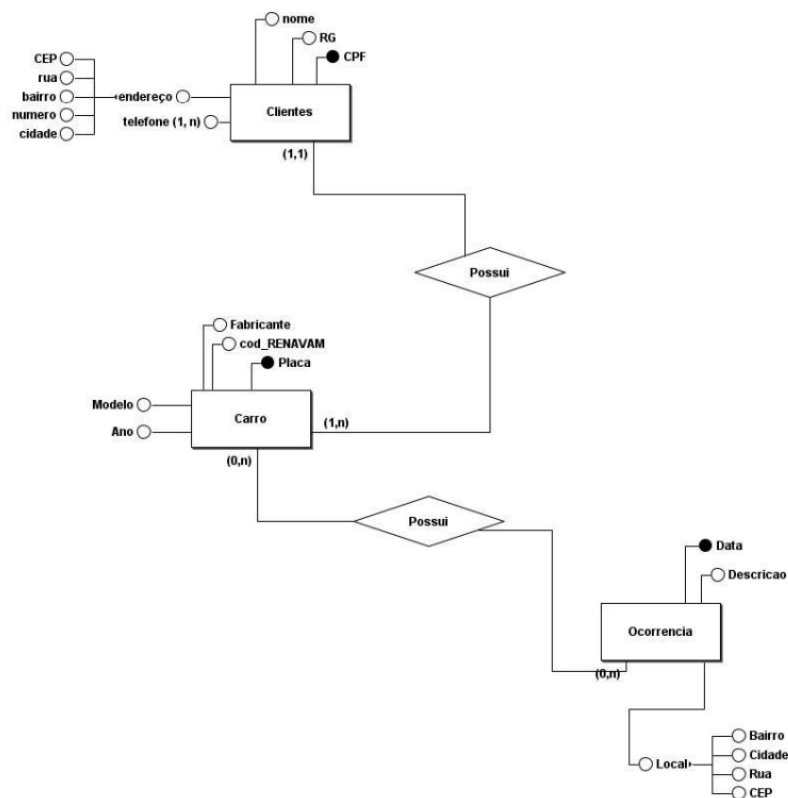 nome
RG
CPF
CEP
rua
bairro
numero
cidade
endereço
telefone (1, n)
Clientes
(1,1)
Possui
Fabricante
cod_RENAVAM
Placa
Modelo
Ano
Carro
(1,n)
(0,n)
Possui
Data
Descricao
Ocorrencia
(0,n)
Local
Bairro
Cidade
Rua
CEP